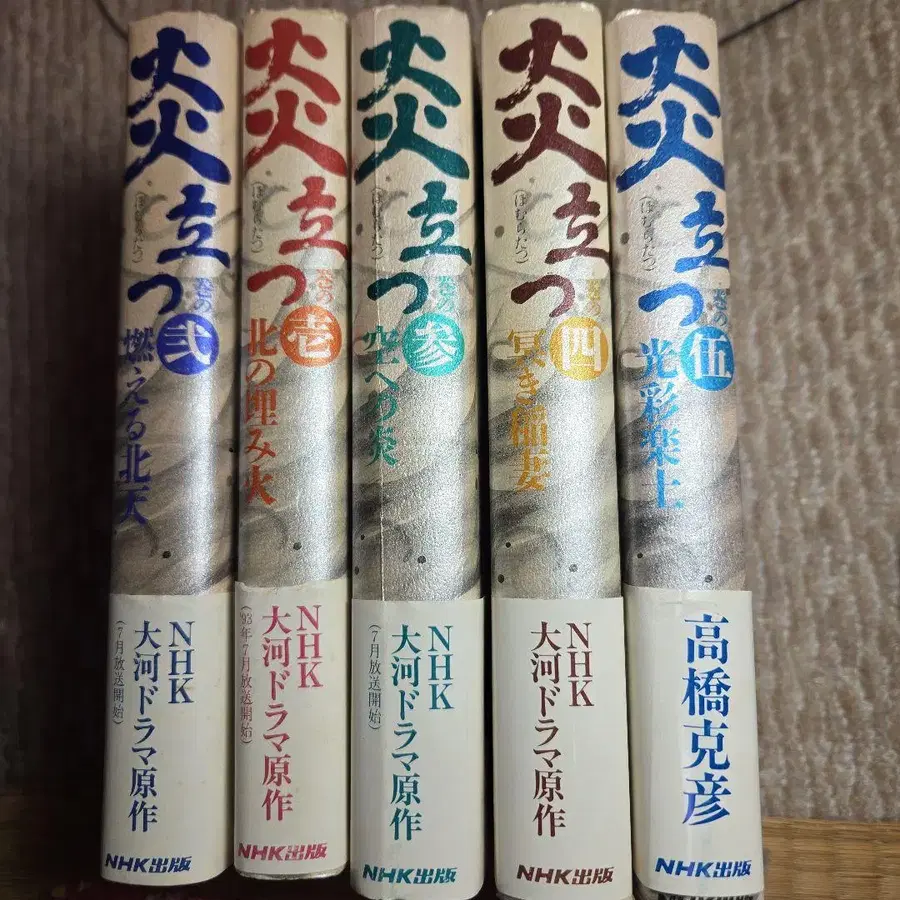 炎立つ
(ほむらたつ)
巻の弐
燃える北天
NHK
大河ドラマ原作
(7月放送開始)
NHK出版
炎立つ
(ほむらたつ)
巻の壱
北の埋み火
NHK
大河ドラマ原作
('93年7月放送開始)
NHK出版
炎立つ
(ほむらたつ)
巻の参
空への炎
NHK
大河ドラマ原作
(7月放送開始)
NHK出版
炎立つ
(ほむらたつ)
巻の四
冥き稲妻
NHK
大河ドラマ原作
NHK出版
炎立つ
(ほむらたつ)
巻の伍
光彩楽土
高橋克彦
NHK出版